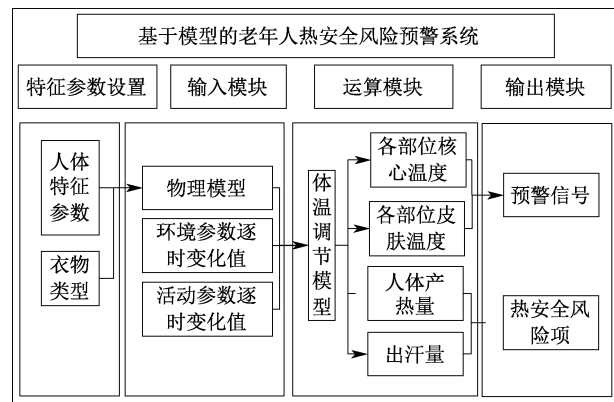 基于模型的老年人热安全风险预警系统
特征参数设置
输入模块
运算模块
输出模块
人体
特征
参数
衣物
类型
物理模型
环境参数逐
时变化值
活动参数逐
时变化值
体温调节模型
各部位核
心温度
各部位皮
肤温度
人体产
热量
出汗量
预警信号
热安全风
险项